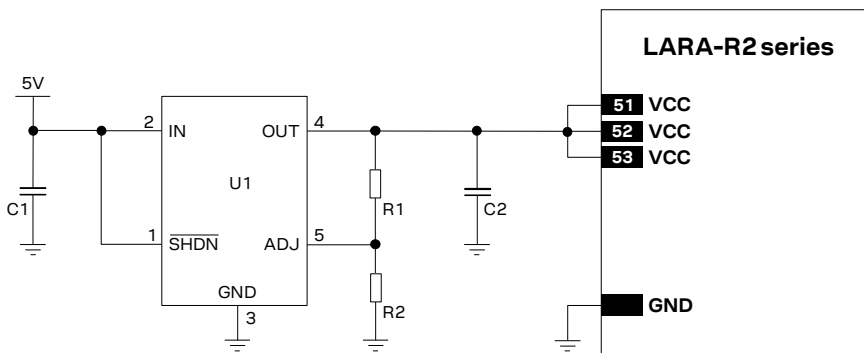 LARA-R2 series
5V
51 VCC
2 IN OUT 4
52 VCC
53 VCC
U1
C1
R1
C2
1 SHDN ADJ 5
GND
R2
3
GND